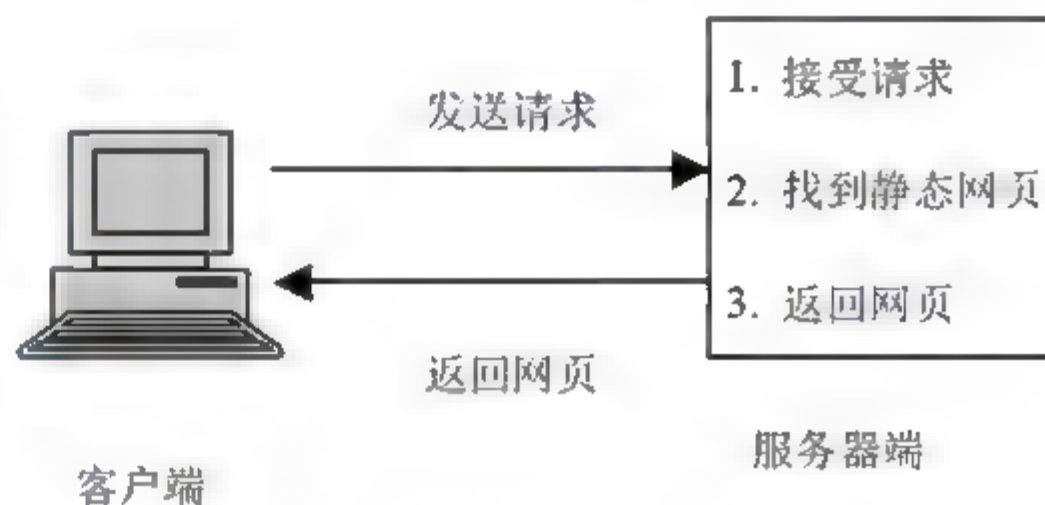 发送请求
1. 接受请求
2. 找到静态网页
3. 返回网页
返回网页
客户端
服务器端